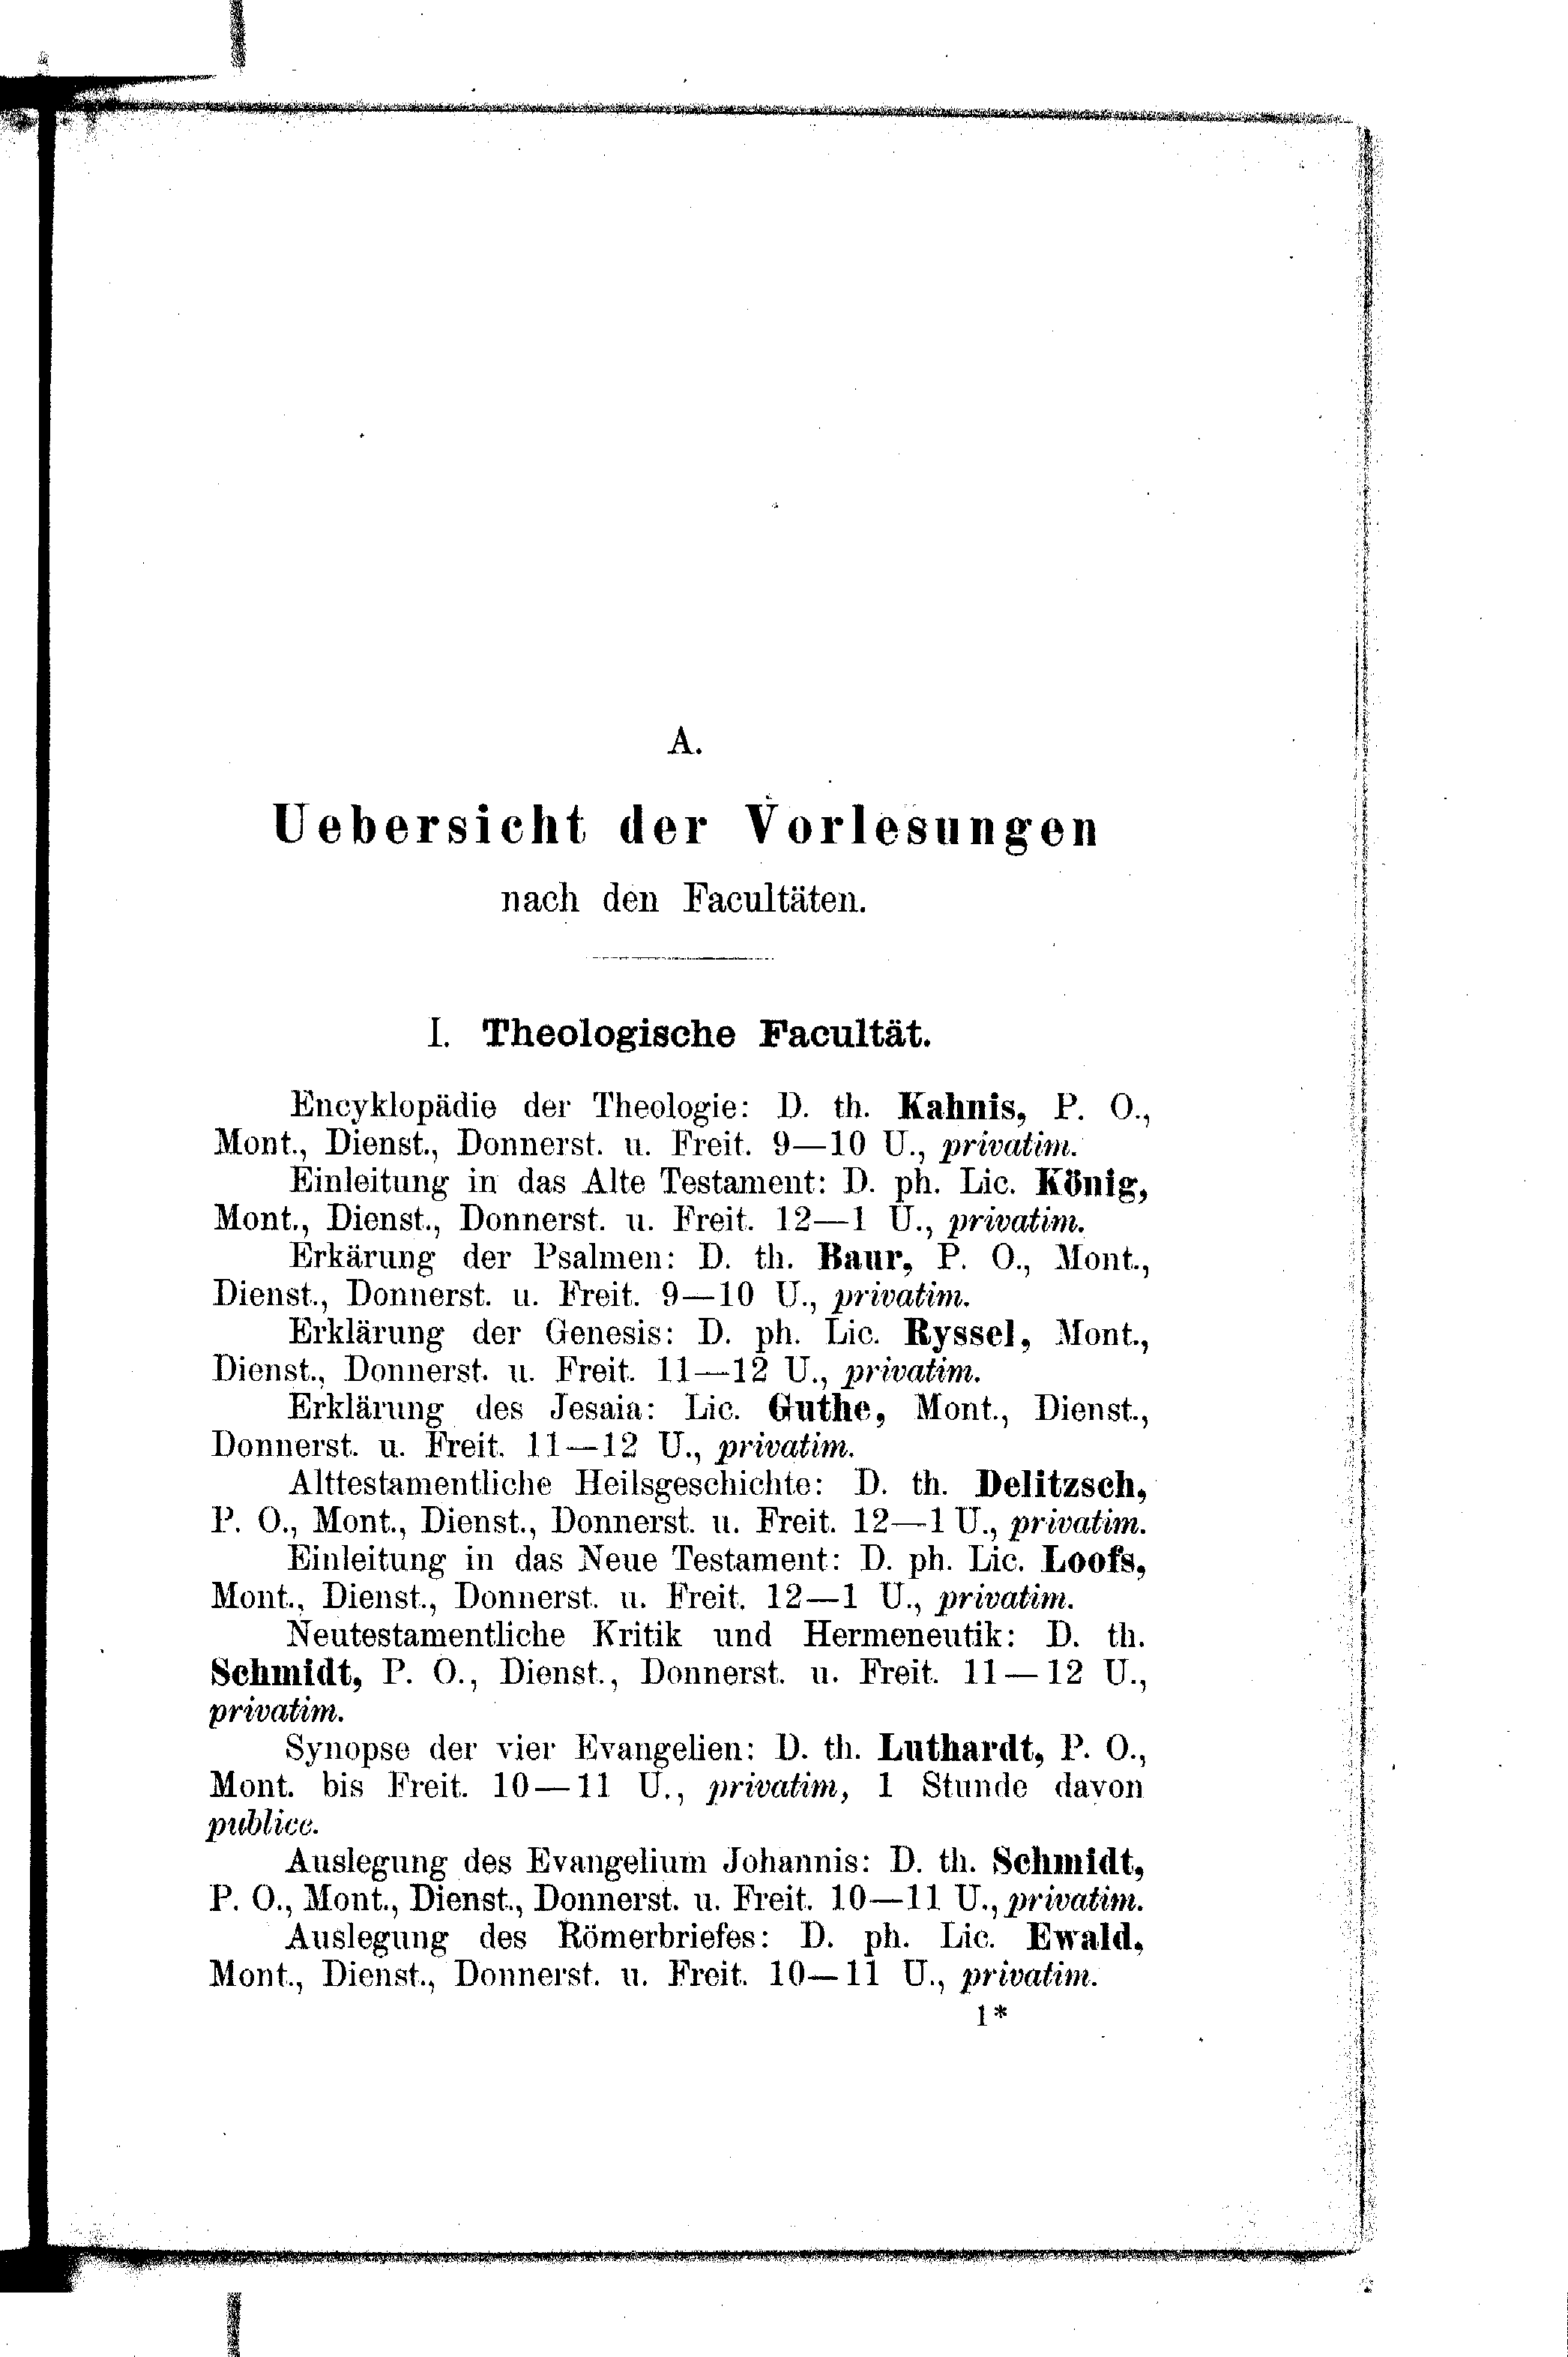 A.
Uebersicht der Vorlesungen
nach den Facultäten.
I. Theologische Facultät.
Encyklopädie der Theologie: D. th. Kahnis, P. O.,
Mont., Dienst., Donnerst. u. Freit. 9—10 U., privatim.
Einleitung in das Alte Testament: D. ph. Lic. König,
Mont., Dienst., Donnerst. u. Freit. 12—1 U., privatim.
Erkärung der Psalmen: D. th. Baur, P. O., Mont.,
Dienst., Donnerst. u. Freit. 9—10 U., privatim.
Erklärung der Genesis: D. ph. Lic. Ryssel, Mont.,
Dienst., Donnerst. u. Freit. 11—12 U., privatim.
Erklärung des Jesaia: Lic. Guthe, Mont., Dienst.,
Donnerst. u. Freit. 11—12 U., privatim.
Alttestamentliche Heilsgeschichte: D. th. Delitzsch,
P. O., Mont., Dienst., Donnerst. u. Freit. 12—1 U., privatim.
Einleitung in das Neue Testament: D. ph. Lic. Loofs,
Mont., Dienst., Donnerst. u. Freit. 12—1 U., privatim.
Neutestamentliche Kritik und Hermeneutik: D. th.
Schmidt, P. O., Dienst., Donnerst. u. Freit. 11—12 U.,
privatim.
Synopse der vier Evangelien: D. th. Luthardt, P. O.,
Mont. bis Freit. 10—11 U., privatim, 1 Stunde davon
publice.
Auslegung des Evangelium Johannis: D. th. Schmidt,
P. O., Mont., Dienst., Donnerst. u. Freit. 10—11 U., privatim.
Auslegung des Römerbriefes: D. ph. Lic. Ewald,
Mont., Dienst., Donnerst. u. Freit. 10—11 U., privatim.
1*